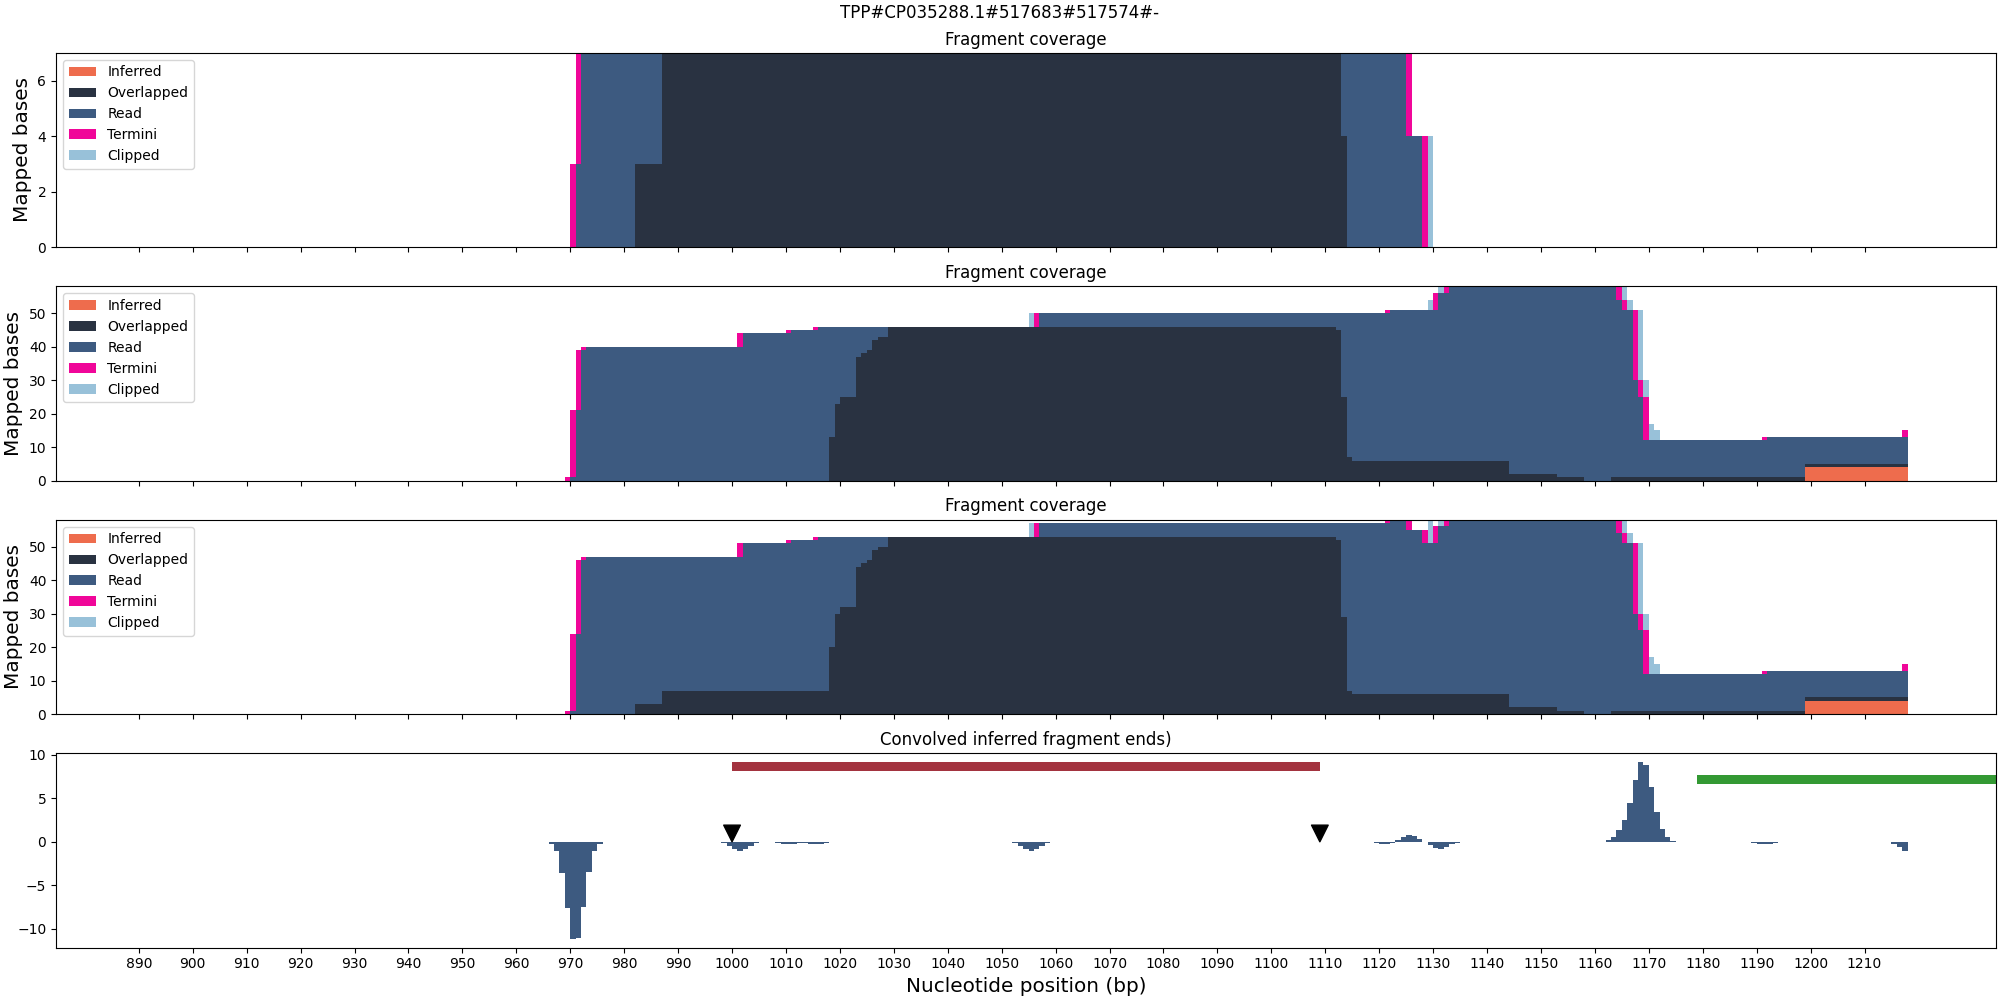 TPP#CP035288.1#517683#517574#-
Fragment coverage
Mapped bases
6
4
2
0
Inferred
Overlapped
Read
Termini
Clipped
Fragment coverage
Mapped bases
50
40
30
20
10
0
Inferred
Overlapped
Read
Termini
Clipped
Fragment coverage
Mapped bases
50
40
30
20
10
0
Inferred
Overlapped
Read
Termini
Clipped
Convolved inferred fragment ends)
10
5
0
−5
−10
890 900 910 920 930 940 950 960 970 980 990 1000 1010 1020 1030 1040 1050 1060 1070 1080 1090 1100 1110 1120 1130 1140 1150 1160 1170 1180 1190 1200 1210
Nucleotide position (bp)